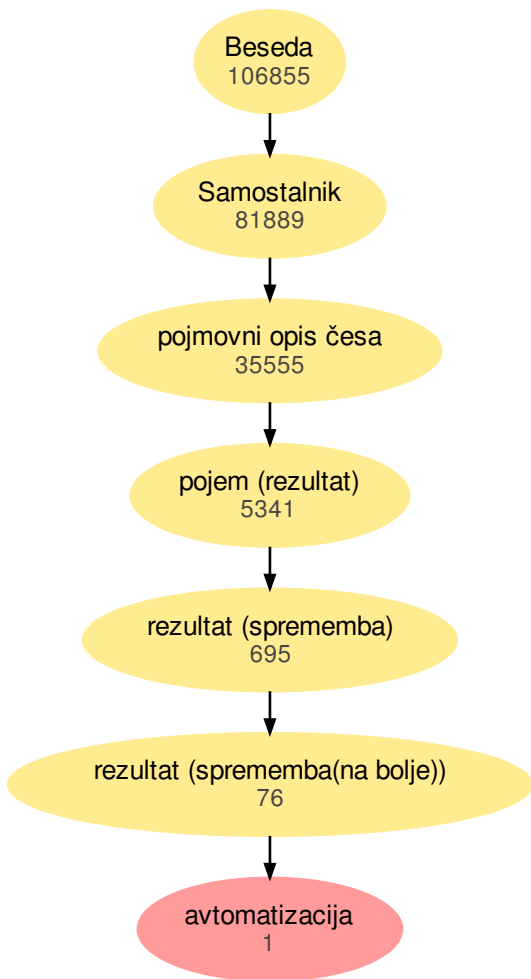 Beseda
106855
Samostalnik
81889
pojmovni opis česa
35555
pojem (rezultat)
5341
rezultat (sprememba)
695
rezultat (sprememba(na bolje))
76
avtomatizacija
1